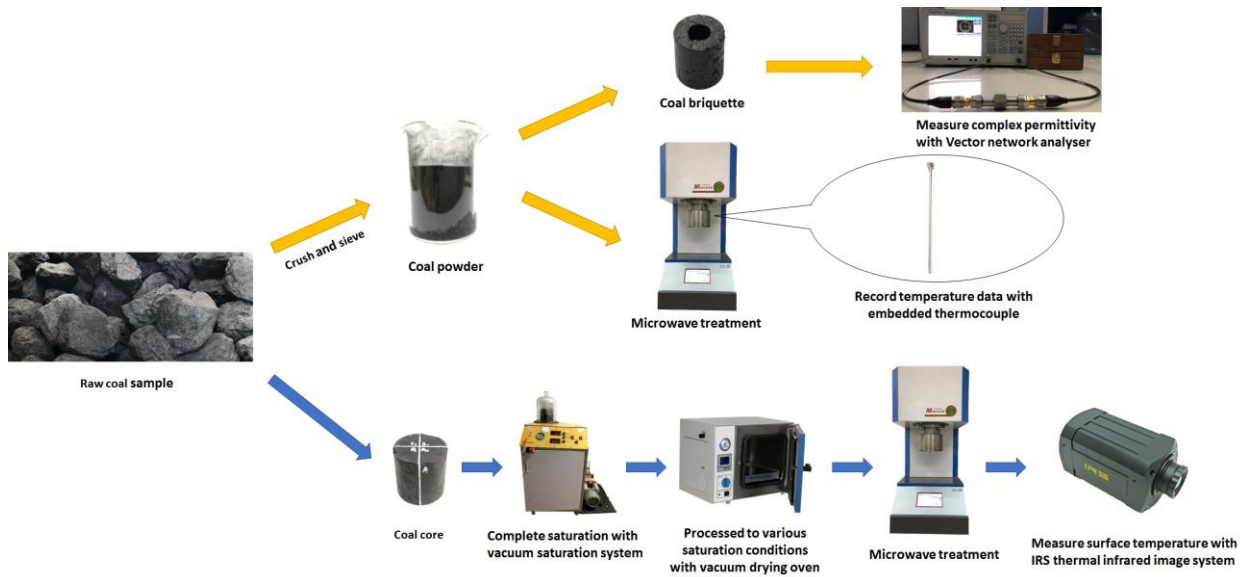 Coal briquette
Measure complex permittivity
with Vector network analyser
Crush and sieve
Coal powder
Microwave treatment
Record temperature data with
embedded thermocouple
Raw coal sample
Coal core
Complete saturation with
vacuum saturation system
Processed to various
saturation conditions
with vacuum drying oven
Microwave treatment
Measure surface temperature with
IRS thermal infrared image system